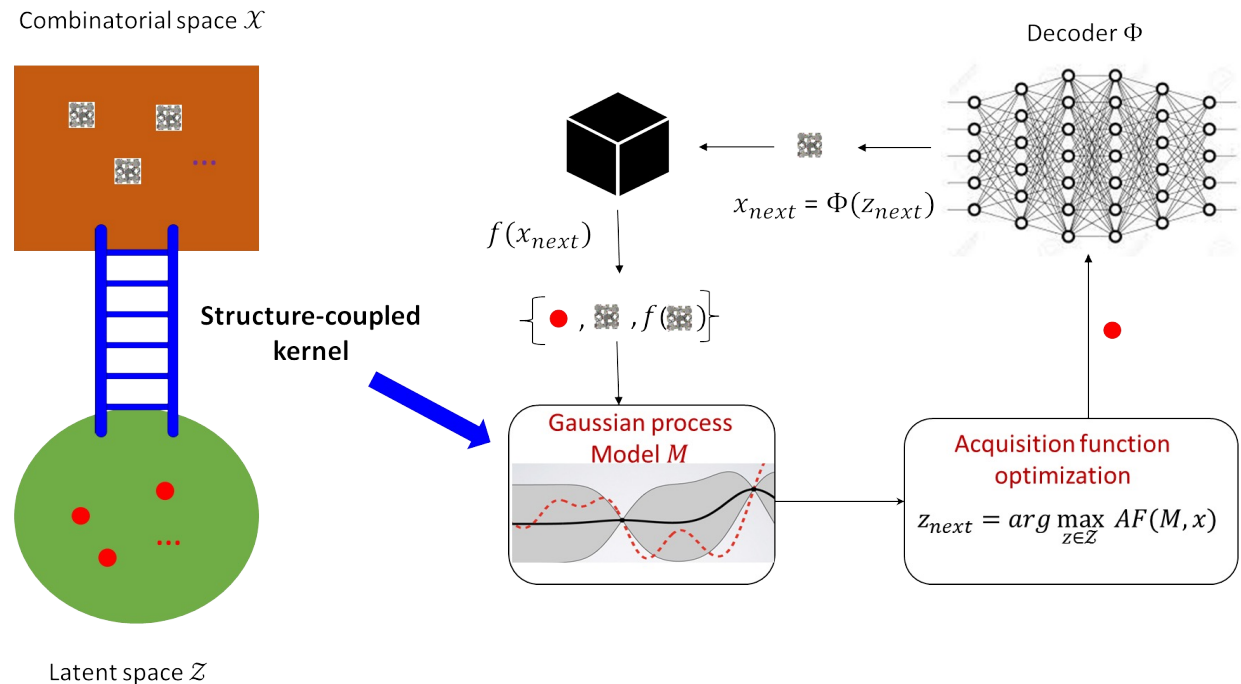 Combinatorial space 𝒳
Decoder Φ
...
x_next = Φ(z_next)
f(x_next)
{ , , f( ) }
Structure-coupled
kernel
Gaussian process
Model M
Acquisition function
optimization
z_next = arg max AF(M, x)
z∈𝒵
...
Latent space 𝒵